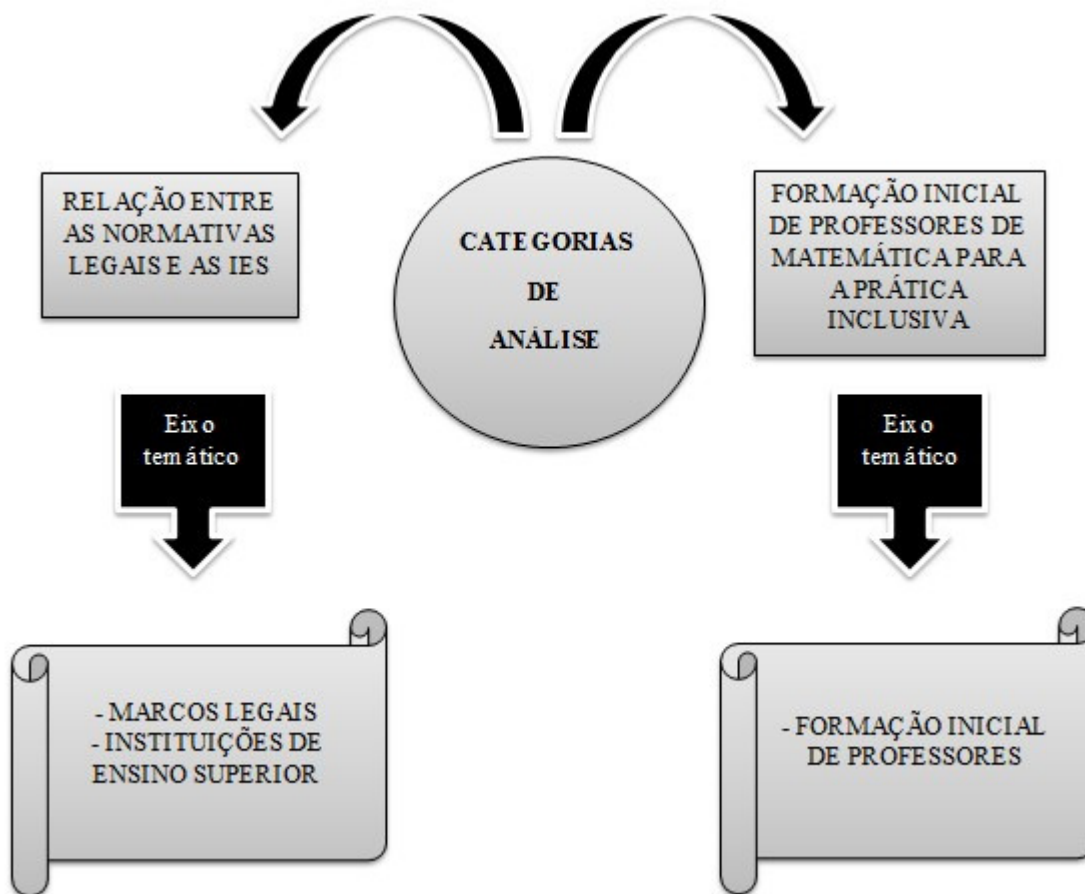 RELAÇÃO ENTRE
AS NORMATIVAS
LEGAIS E AS IES
CATEGORIAS
DE
ANÁLISE
FORMAÇÃO INICIAL
DE PROFESSORES DE
MATEMÁTICA PARA
A PRÁTICA
INCLUSIVA
Eixo
temático
Eixo
temático
- MARCOS LEGAIS
- INSTITUIÇÕES DE
ENSINO SUPERIOR
- FORMAÇÃO INICIAL
DE PROFESSORES